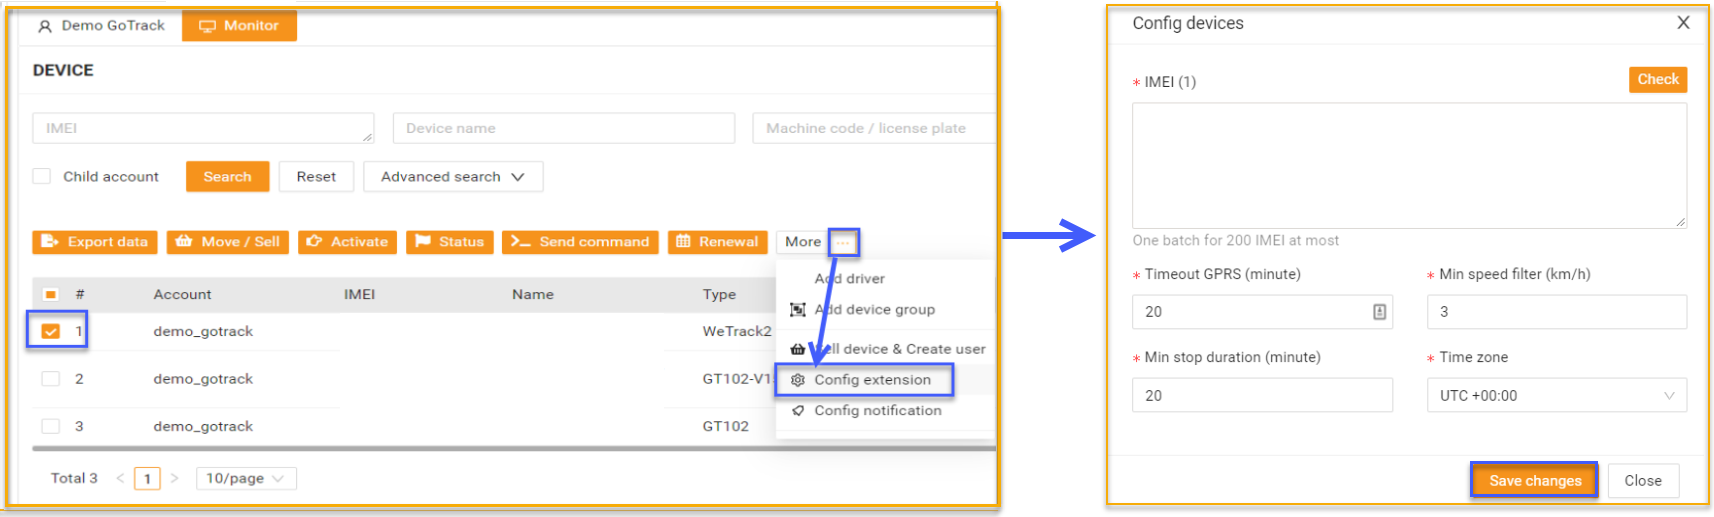 Demo GoTrack Monitor
DEVICE
IMEI Device name Machine code / license plate
Child account Search Reset Advanced search
Export data Move / Sell Activate Status Send command Renewal More ...
Add driver
# Account IMEI Name Type
Add device group
1 demo_gotrack WeTrack2
device & Create user
2 demo_gotrack
Config extension
Config notification
3 demo_gotrack GT102
Total 3 < 1 > 10/page
Config devices X
* IMEI (1) Check
One batch for 200 IMEI at most
* Timeout GPRS (minute) * Min speed filter (km/h)
20 3
* Min stop duration (minute) * Time zone
20 UTC +00:00
Save changes Close